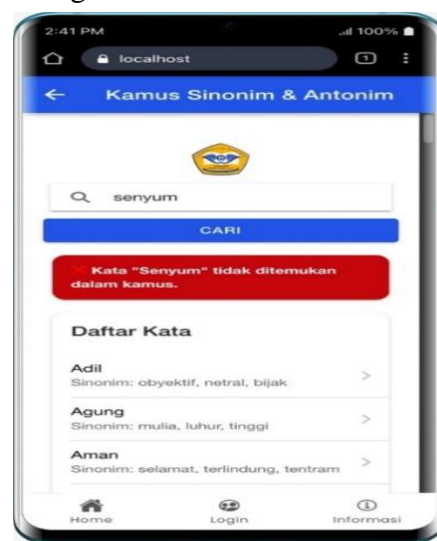 2:41 PM
100%
localhost
1
Kamus Sinonim & Antonim
senyum
CARI
Kata "Senyum" tidak ditemukan
dalam kamus.
Daftar Kata
Adil
Sinonim: obyektif, netral, bijak
Agung
Sinonim: mulia, luhur, tinggi
Aman
Sinonim: selamat, terlindung, tentram
Home
Login
Informasi